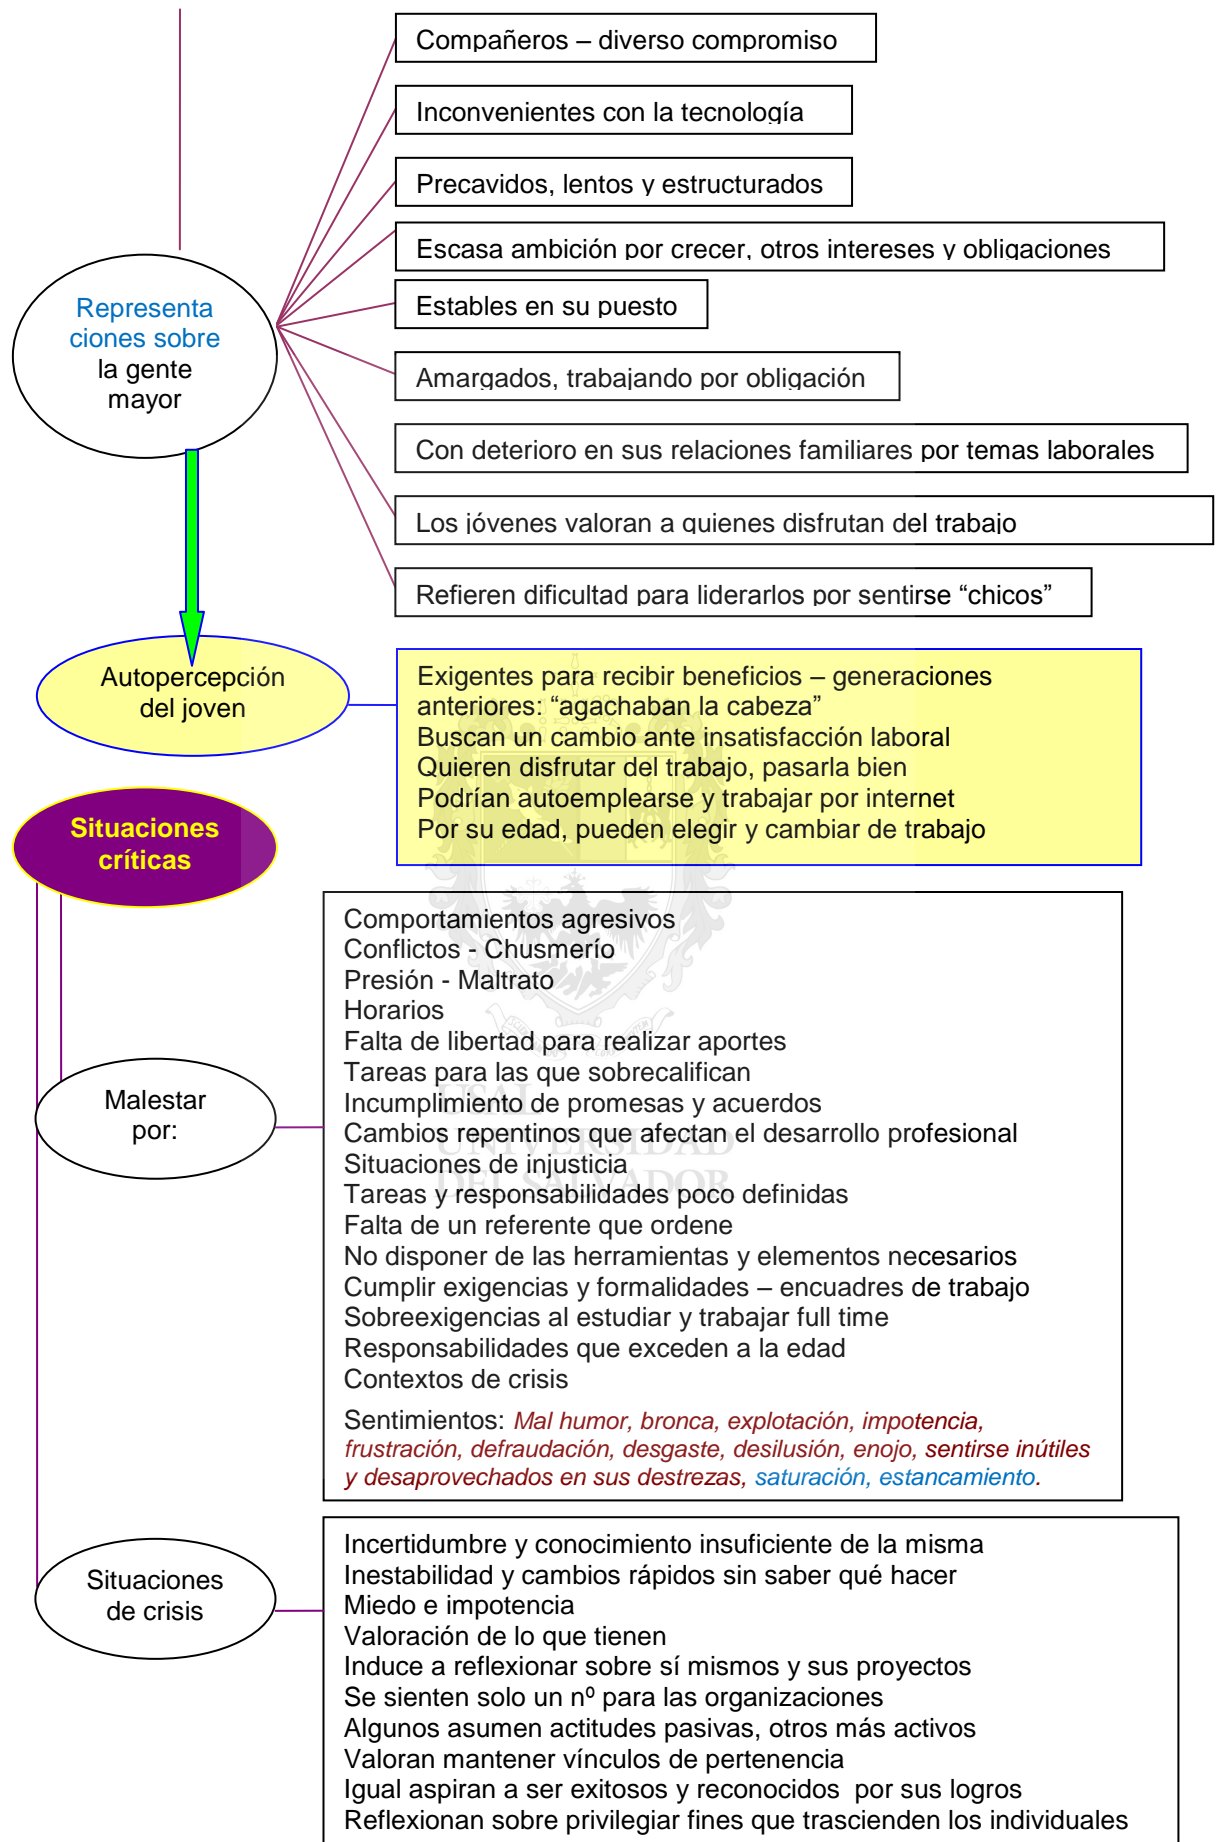 Compañeros – diverso compromiso
Inconvenientes con la tecnología
Precavidos, lentos y estructurados
Escasa ambición por crecer, otros intereses y obligaciones
Estables en su puesto
Representa
ciones sobre
la gente
mayor
Amargados, trabajando por obligación
Con deterioro en sus relaciones familiares por temas laborales
Los jóvenes valoran a quienes disfrutan del trabajo
Refieren dificultad para liderarlos por sentirse “chicos”
Autopercepción
del joven
Exigentes para recibir beneficios – generaciones
anteriores: “agachaban la cabeza”
Buscan un cambio ante insatisfacción laboral
Quieren disfrutar del trabajo, pasarla bien
Podrían autoemplearse y trabajar por internet
Por su edad, pueden elegir y cambiar de trabajo
Situaciones
críticas
Malestar
por:
Comportamientos agresivos
Conflictos - Chusmerío
Presión - Maltrato
Horarios
Falta de libertad para realizar aportes
Tareas para las que sobrecalifican
Incumplimiento de promesas y acuerdos
Cambios repentinos que afectan el desarrollo profesional
Situaciones de injusticia
Tareas y responsabilidades poco definidas
Falta de un referente que ordene
No disponer de las herramientas y elementos necesarios
Cumplir exigencias y formalidades – encuadres de trabajo
Sobreexigencias al estudiar y trabajar full time
Responsabilidades que exceden a la edad
Contextos de crisis
Sentimientos: Mal humor, bronca, explotación, impotencia,
frustración, defraudación, desgaste, desilusión, enojo, sentirse inútiles
y desaprovechados en sus destrezas, saturación, estancamiento.
USAL
UNIVERSIDAD
DEL SALVADOR
Situaciones
de crisis
Incertidumbre y conocimiento insuficiente de la misma
Inestabilidad y cambios rápidos sin saber qué hacer
Miedo e impotencia
Valoración de lo que tienen
Induce a reflexionar sobre sí mismos y sus proyectos
Se sienten solo un nº para las organizaciones
Algunos asumen actitudes pasivas, otros más activos
Valoran mantener vínculos de pertenencia
Igual aspiran a ser exitosos y reconocidos  por sus logros
Reflexionan sobre privilegiar fines que trascienden los individuales